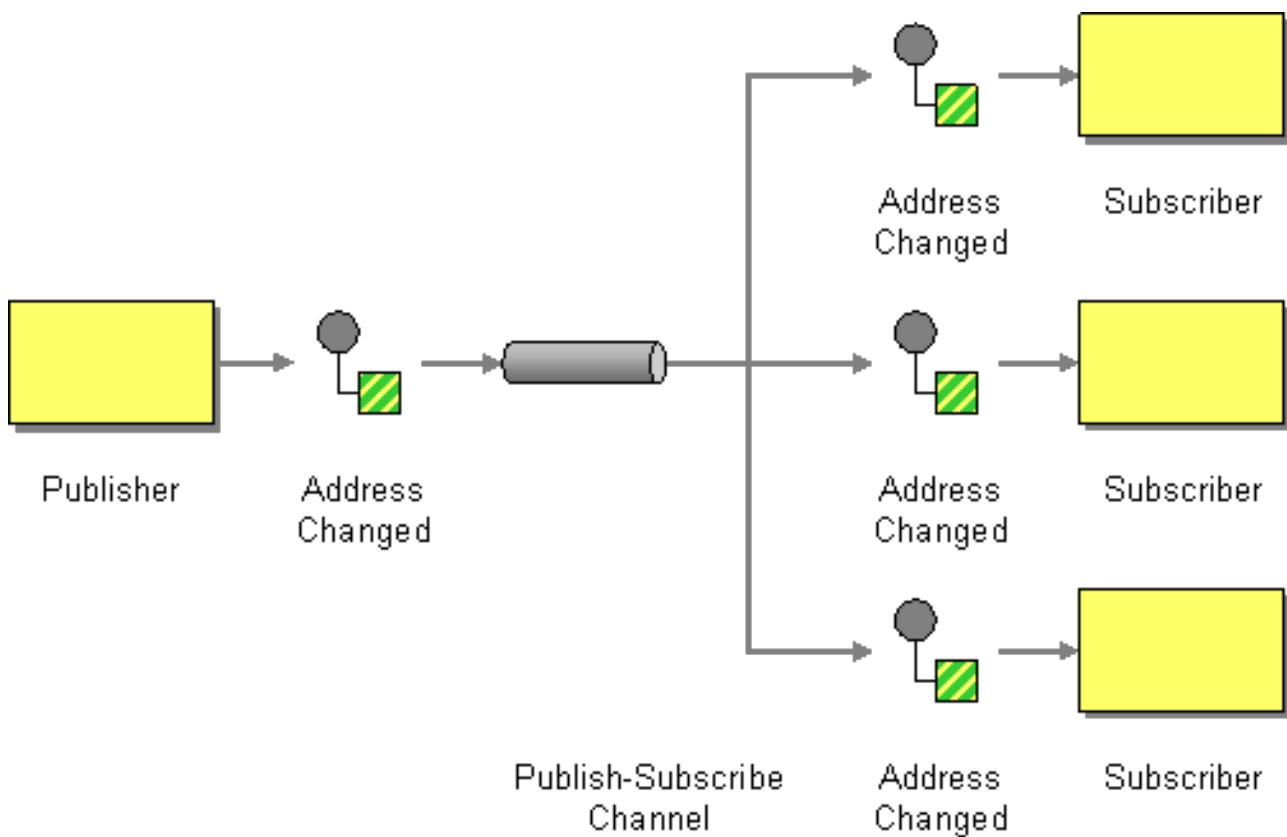 Address
Changed
Subscriber
Publisher
Address
Changed
Address
Changed
Subscriber
Publish-Subscribe
Channel
Address
Changed
Subscriber